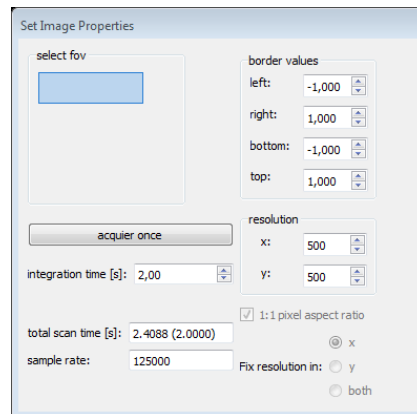 Set Image Properties
select fov
border values
left: -1,000
right: 1,000
bottom: -1,000
top: 1,000
acquier once
resolution
x: 500
integration time [s]: 2,00
y: 500
1:1 pixel aspect ratio
total scan time [s]: 2.4088 (2.0000)
x
sample rate: 125000
Fix resolution in: y
both